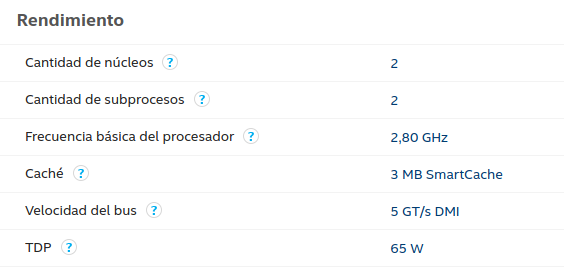 Rendimiento
Cantidad de núcleos ? 2
Cantidad de subprocesos ? 2
Frecuencia básica del procesador ? 2,80 GHz
Caché ? 3 MB SmartCache
Velocidad del bus ? 5 GT/s DMI
TDP ? 65 W